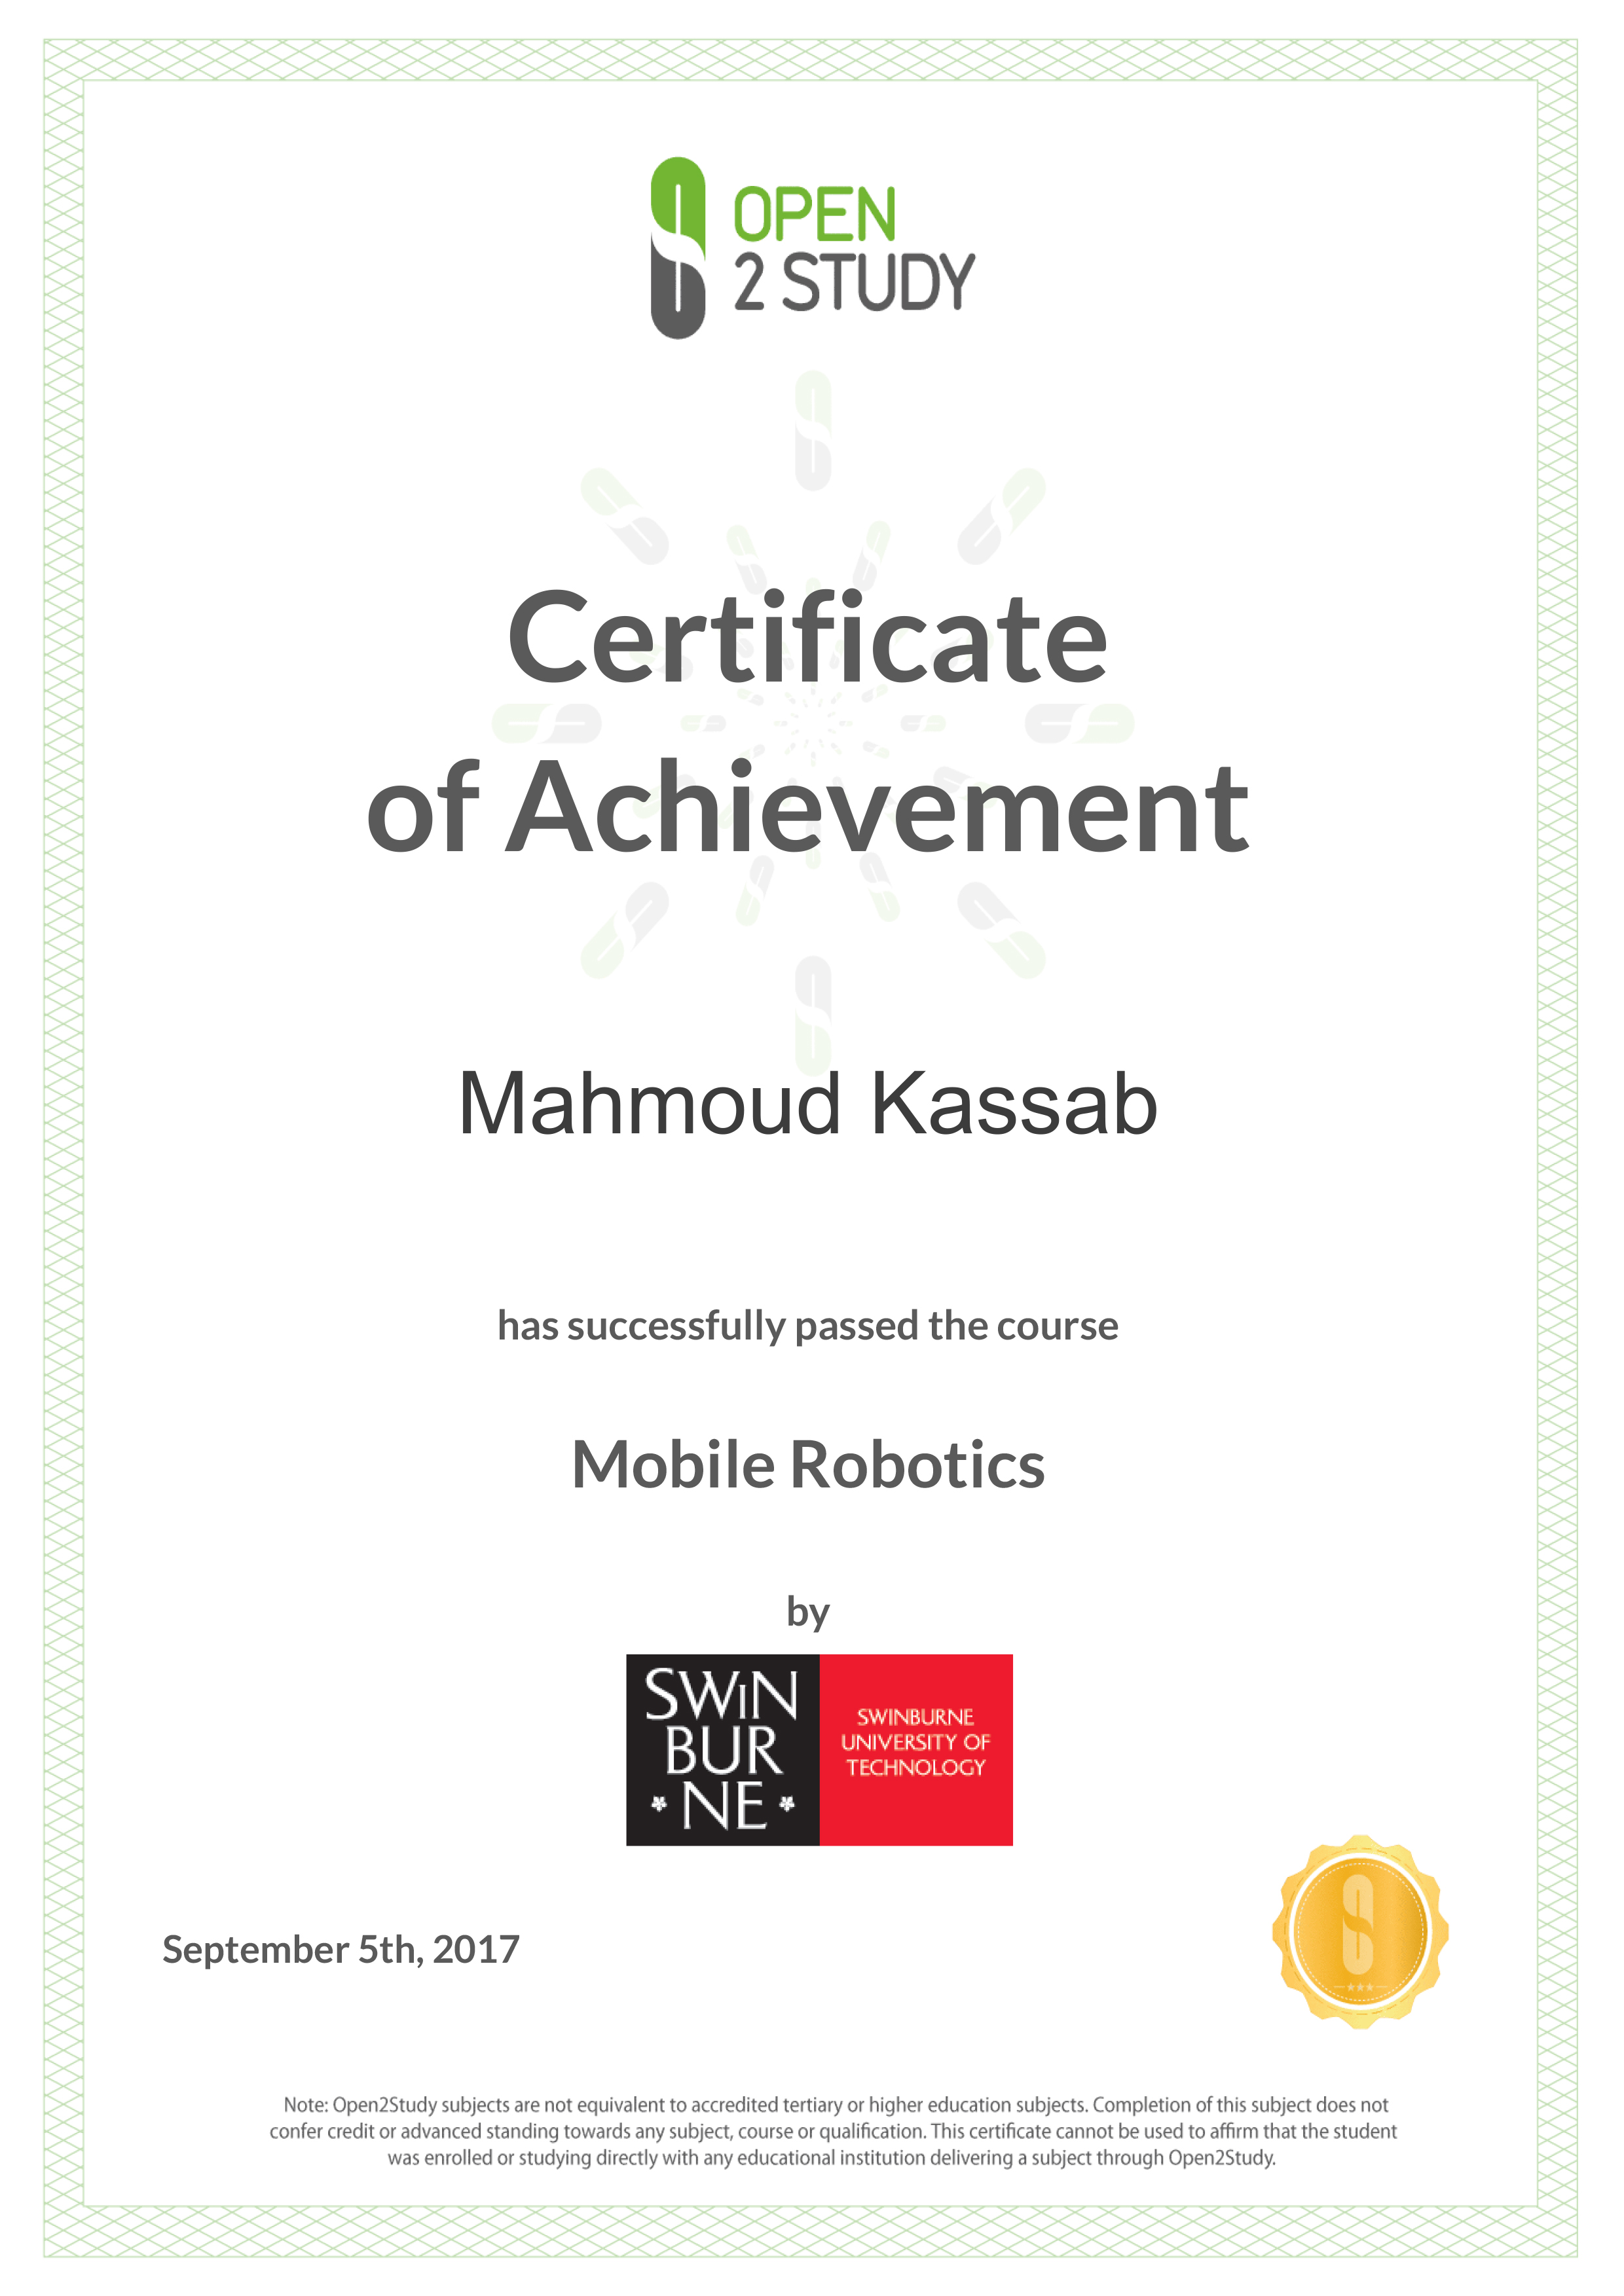 OPEN
2 STUDY
Certificate
of Achievement
Mahmoud Kassab
has successfully passed the course
Mobile Robotics
by
SWiN
BUR
NE
SWINBURNE
UNIVERSITY OF
TECHNOLOGY
September 5th, 2017
Note: Open2Study subjects are not equivalent to accredited tertiary or higher education subjects. Completion of this subject does not
confer credit or advanced standing towards any subject, course or qualification. This certificate cannot be used to affirm that the student
was enrolled or studying directly with any educational institution delivering a subject through Open2Study.